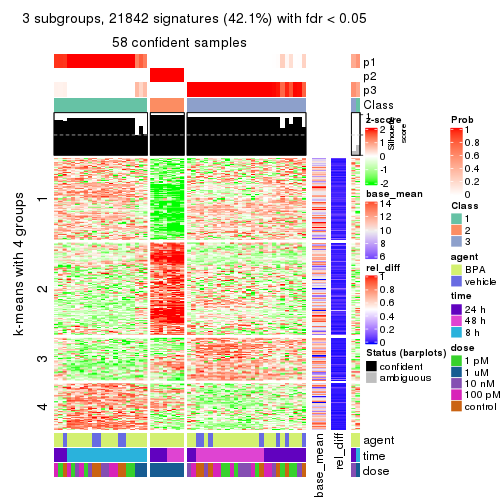 3 subgroups, 21842 signatures (42.1%) with fdr < 0.05
58 confident samples
p1
p2
p3
Class
z-score
2
1
0
-1
-2
Silhouette
score
1
2
3
4
k-means with 4 groups
base_mean
14
12
10
8
6
rel_diff
1
0.8
0.6
0.4
0.2
0
Status (barplots)
confident
ambiguous
Prob
1
0.8
0.6
0.4
0.2
0
Class
1
2
3
agent
BPA
vehicle
time
24 h
48 h
8 h
dose
1 pM
1 uM
10 nM
100 pM
control
agent
time
dose
base_mean
rel_diff